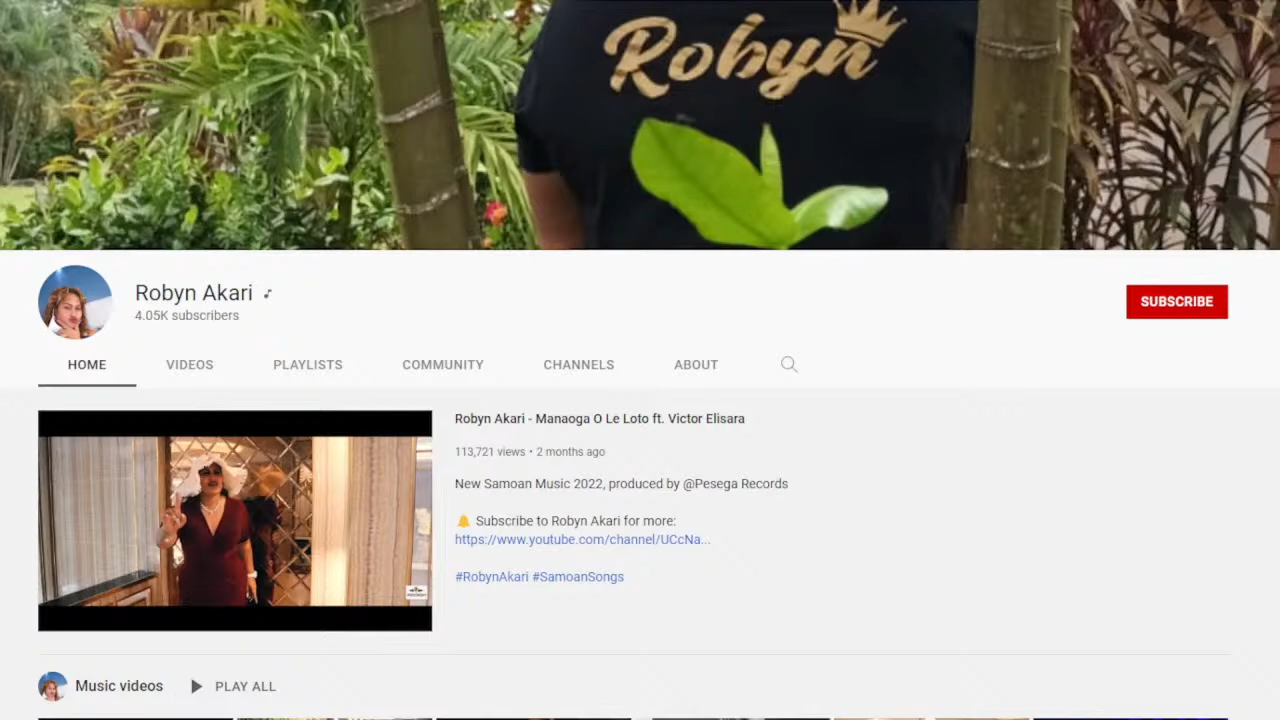 Robyn
Robyn Akari
4.05K subscribers
SUBSCRIBE
HOME VIDEOS PLAYLISTS COMMUNITY CHANNELS ABOUT
Robyn Akari - Manaoga O Le Loto ft. Victor Elisara
113,721 views • 2 months ago
New Samoan Music 2022, produced by @Pesega Records
Subscribe to Robyn Akari for more:
https://www.youtube.com/channel/UCcNa...
#RobynAkari #SamoanSongs
Music videos PLAY ALL